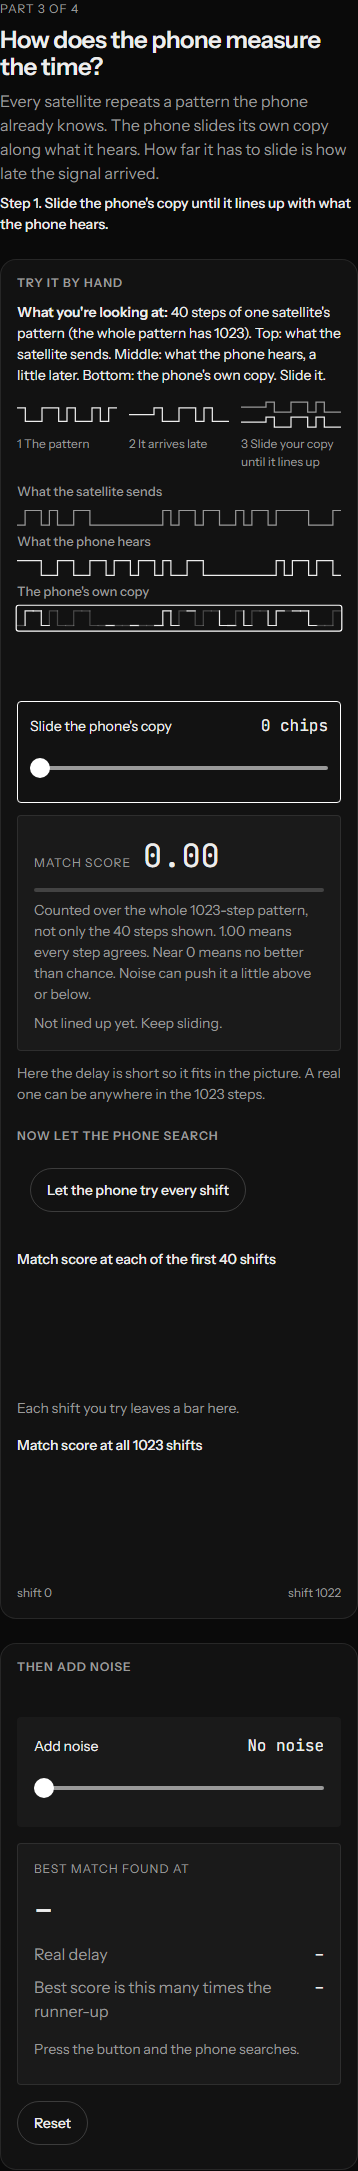 PART 3 OF 4
How does the phone measure
the time?
Every satellite repeats a pattern the phone
already knows. The phone slides its own copy
along what it hears. How far it has to slide is how
late the signal arrived.
Step 1. Slide the phone's copy until it lines up with what
the phone hears.
TRY IT BY HAND
What you're looking at: 40 steps of one satellite's
pattern (the whole pattern has 1023). Top: what the
satellite sends. Middle: what the phone hears, a
little later. Bottom: the phone's own copy. Slide it.
1 The pattern
2 It arrives late
3 Slide your copy
until it lines up
What the satellite sends
What the phone hears
The phone's own copy
Slide the phone's copy 0 chips
MATCH SCORE 0.00
Counted over the whole 1023-step pattern,
not only the 40 steps shown. 1.00 means
every step agrees. Near 0 means no better
than chance. Noise can push it a little above
or below.
Not lined up yet. Keep sliding.
Here the delay is short so it fits in the picture. A real
one can be anywhere in the 1023 steps.
NOW LET THE PHONE SEARCH
Let the phone try every shift
Match score at each of the first 40 shifts
Each shift you try leaves a bar here.
Match score at all 1023 shifts
shift 0 shift 1022
THEN ADD NOISE
Add noise No noise
BEST MATCH FOUND AT
–
Real delay –
Best score is this many times the –
runner-up
Press the button and the phone searches.
Reset